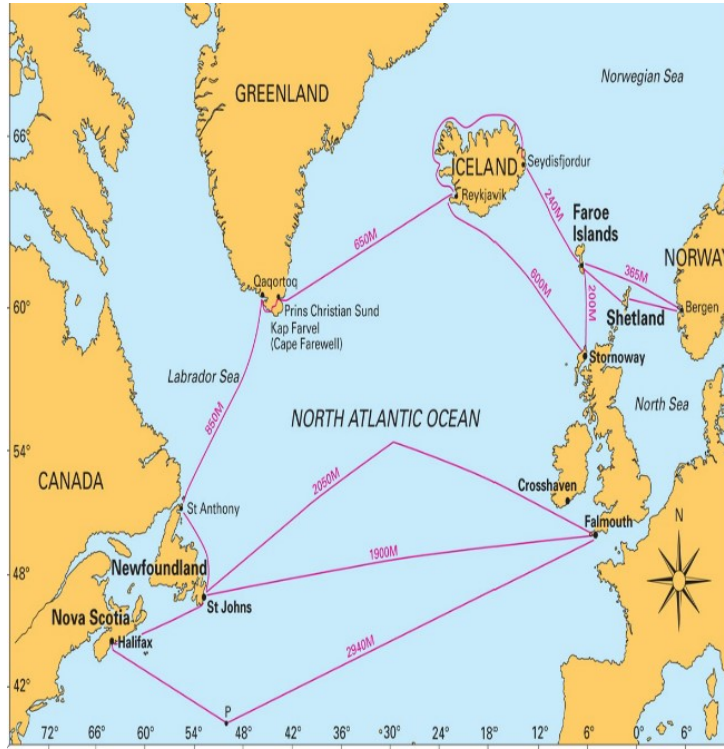 Norwegian Sea
GREENLAND
66°
ICELAND
Seydisfjordur
Reykjawik
240M
Faroe
Islands
NORWAY
650M
365M
Qaqortoq
600M
200M
60°
Prins Christian Sund
Kap Farvel
(Cape Farewell)
Shetland
Bergen
Stornoway
Labrador Sea
850M
North Sea
NORTH ATLANTIC OCEAN
54°
CANADA
2050M
Crosshaven
St Anthony
Falmouth
N
1900M
48°
Newfoundland
St Johns
Nova Scotia
Halifax
2940M
42°
P
72° 66° 60° 54° 48° 42° 36° 30° 24° 18° 12° 6° 0° 6°